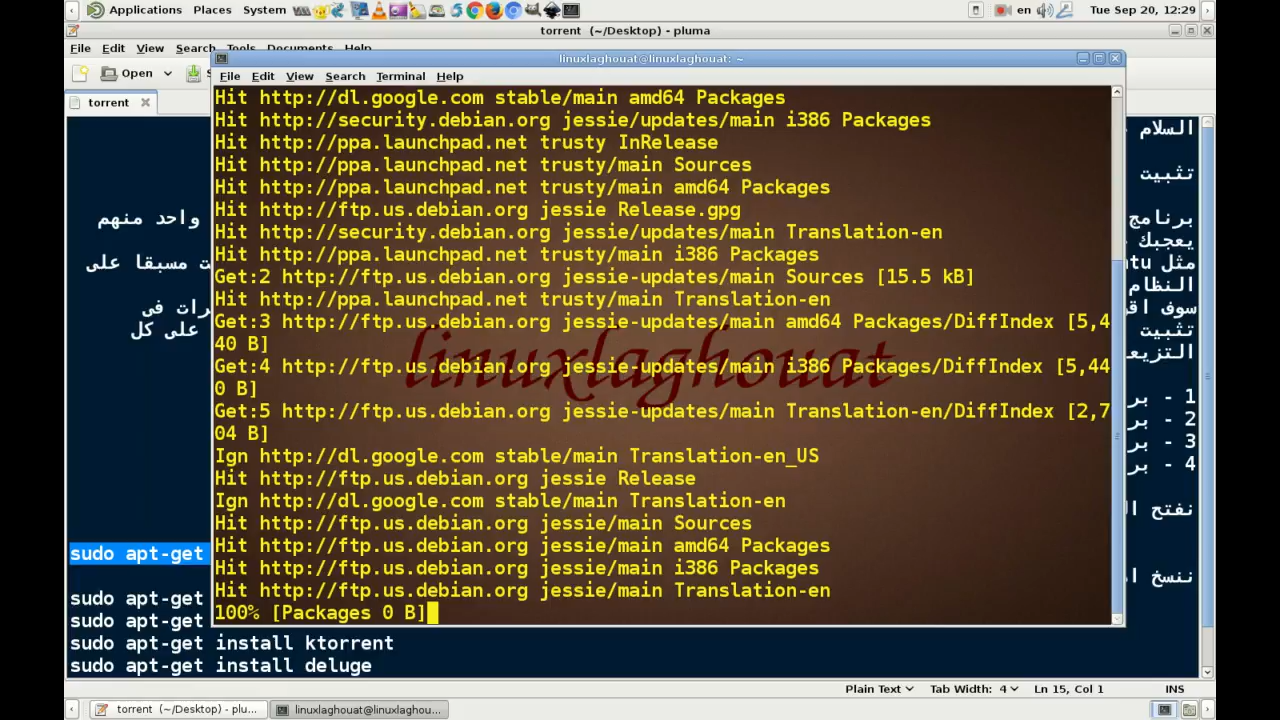 Applications Places System en Tue Sep 20, 12:29
torrent (~/Desktop) - pluma
File Edit View Search Tools Documents Help
Open
torrent
linuxlaghouat@linuxlaghouat: ~
File Edit View Search Terminal Help
Hit http://dl.google.com stable/main amd64 Packages
Hit http://security.debian.org jessie/updates/main i386 Packages
Hit http://ppa.launchpad.net trusty InRelease
Hit http://ppa.launchpad.net trusty/main Sources
Hit http://ppa.launchpad.net trusty/main amd64 Packages
Hit http://ftp.us.debian.org jessie Release.gpg
Hit http://security.debian.org jessie/updates/main Translation-en
Hit http://ppa.launchpad.net trusty/main i386 Packages
Get:2 http://ftp.us.debian.org jessie-updates/main Sources [15.5 kB]
Hit http://ppa.launchpad.net trusty/main Translation-en
Get:3 http://ftp.us.debian.org jessie-updates/main amd64 Packages/DiffIndex [5,4
40 B]
Get:4 http://ftp.us.debian.org jessie-updates/main i386 Packages/DiffIndex [5,44
0 B]
Get:5 http://ftp.us.debian.org jessie-updates/main Translation-en/DiffIndex [2,7
04 B]
Ign http://dl.google.com stable/main Translation-en_US
Hit http://ftp.us.debian.org jessie Release
Ign http://dl.google.com stable/main Translation-en
Hit http://ftp.us.debian.org jessie/main Sources
Hit http://ftp.us.debian.org jessie/main amd64 Packages
Hit http://ftp.us.debian.org jessie/main i386 Packages
Hit http://ftp.us.debian.org jessie/main Translation-en
100% [Packages 0 B]
linuxlaghouat
السلام
تثبيت
برنامج واحد منهم
يعجبك
مثل مسبقا على
النظام
سوف فى
تثبيت على كل
1 - بر
2 - بر
3 - بر
4 - بر
نفتح
sudo apt-get
ننسخ
sudo apt-get
sudo apt-get
sudo apt-get install ktorrent
sudo apt-get install deluge
Plain Text Tab Width: 4 Ln 15, Col 1 INS
torrent (~/Desktop) - plu...
linuxlaghouat@linuxlaghou...